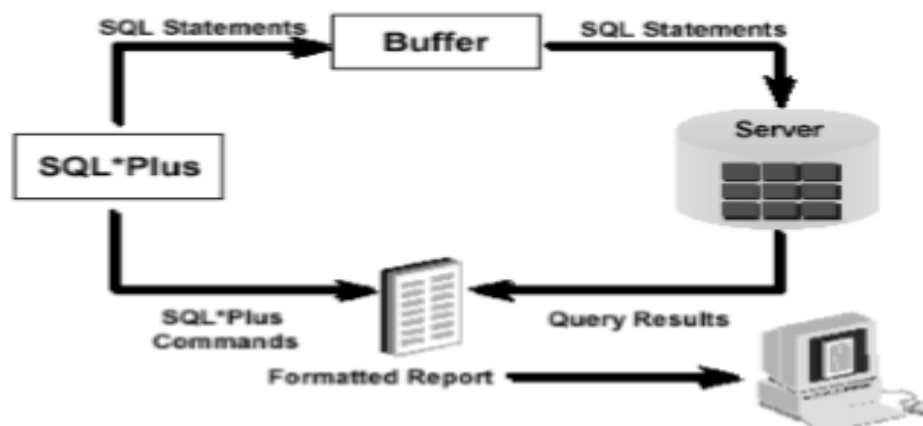 SQL Statements
Buffer
SQL Statements
SQL*Plus
Server
SQL*Plus
Commands
Query Results
Formatted Report